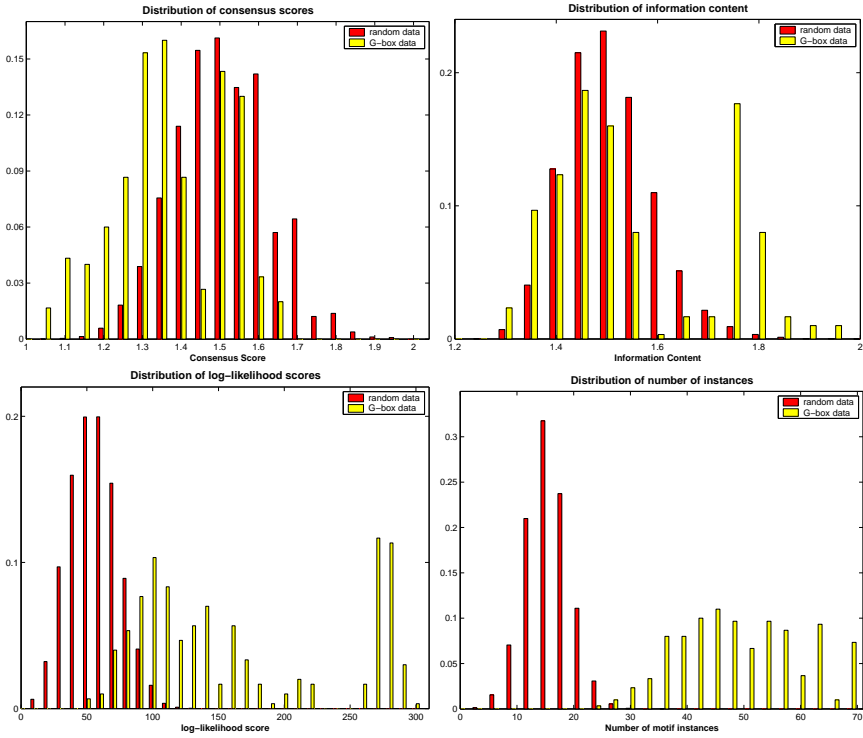 Distribution of consensus scores
random data
G-box data
0.15
0.12
0.09
0.06
0.03
0
1 1.1 1.2 1.3 1.4 1.5 1.6 1.7 1.8 1.9 2
Consensus Score
Distribution of information content
random data
G-box data
0.2
0.1
0
1.2 1.4 1.6 1.8 2
Information Content
Distribution of log-likelihood scores
random data
G-box data
0.2
0.1
0
0 50 100 150 200 250 300
log-likelihood score
Distribution of number of instances
random data
G-box data
0.3
0.25
0.2
0.15
0.1
0.05
0
0 10 20 30 40 50 60 70
Number of motif instances